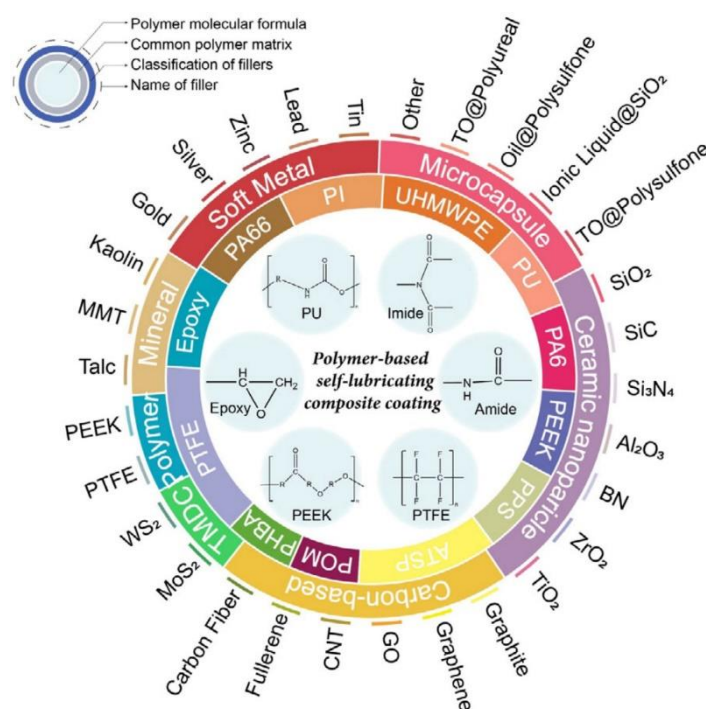 Polymer molecular formula
Common polymer matrix
Classification of fillers
Name of filler
Other
TO@Polyureal
Oil@Polysulfone
Ionic Liquid@SiO₂
TO@Polysulfone
SiO₂
SiC
Si₃N₄
Al₂O₃
BN
ZrO₂
TiO₂
Graphite
Graphene
GO
CNT
Fullerene
Carbon Fiber
MoS₂
WS₂
PTFE
PEEK
Talc
MMT
Kaolin
Gold
Silver
Zinc
Lead
Tin
Soft Metal
Microcapsule
Ceramic nanoparicle
Carbon-based
TMDC
Polymer
Mineral
PI
UHMWPE
PU
PA6
PEEK
PPS
ATSP
POM
PHBA
PTFE
Epoxy
PA66
R
N
H
O
O
n
PU
O
N
O
Imide
H
C
CH₂
O
Epoxy
Polymer-based
self-lubricating
composite coating
O
N
C
H
Amide
O
C
R
R
O
R
O
n
PEEK
F
F
C
C
F
F
n
PTFE